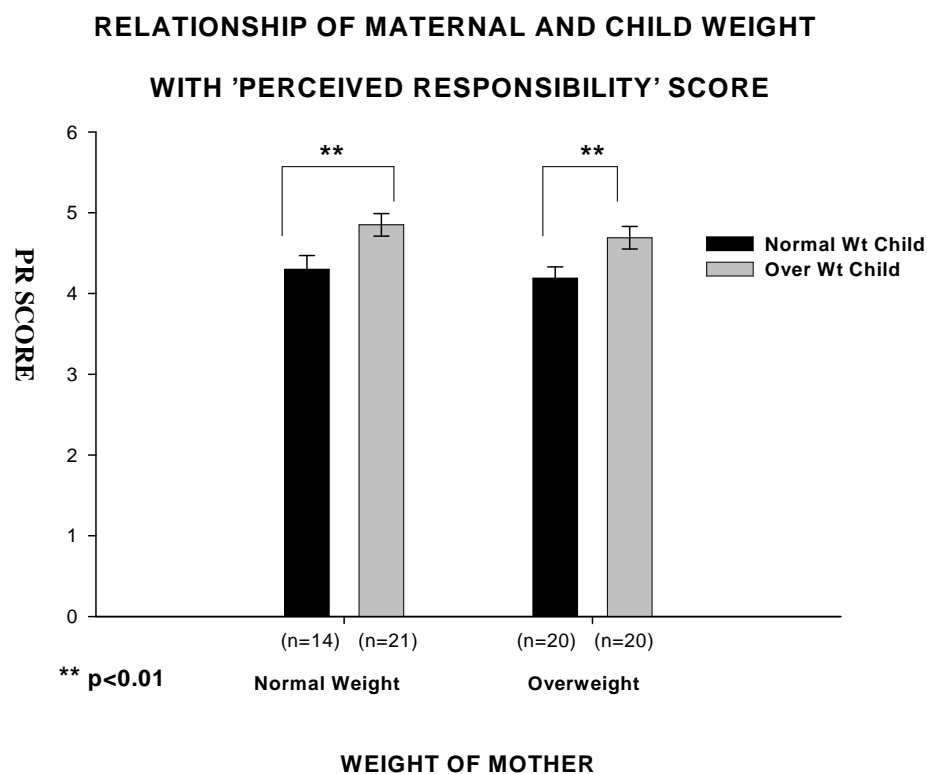 RELATIONSHIP OF MATERNAL AND CHILD WEIGHT
WITH ’PERCEIVED RESPONSIBILITY’ SCORE
6
5
4
3
2
1
0
PR SCORE
**
**
Normal Wt Child
Over Wt Child
(n=14) (n=21) (n=20) (n=20)
** p<0.01
Normal Weight Overweight
WEIGHT OF MOTHER